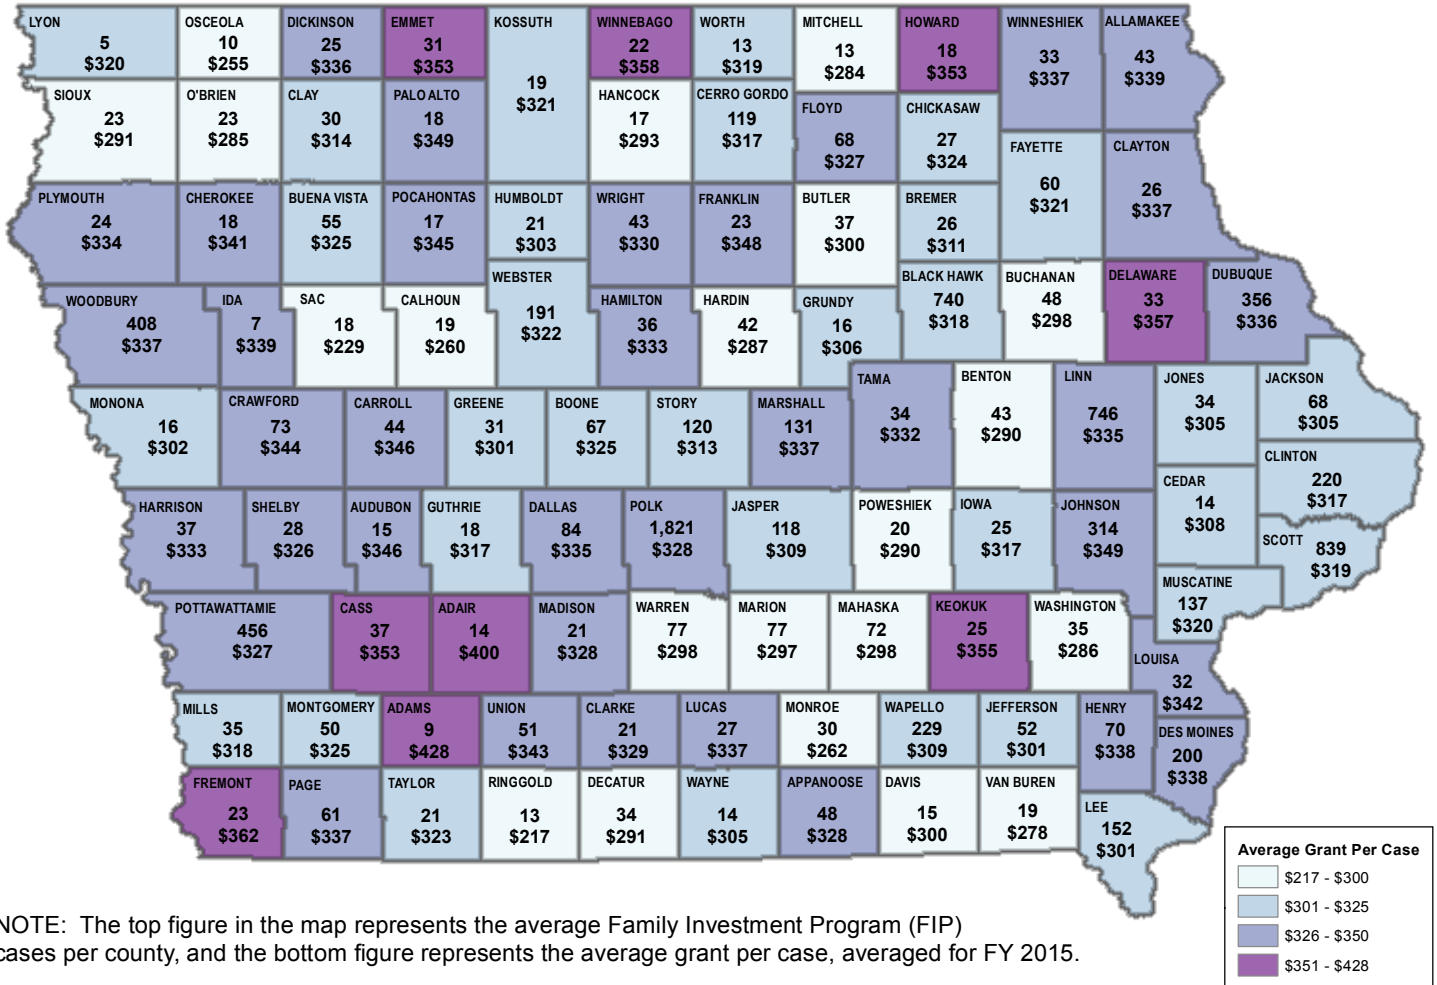 LYON
5
$320
OSCEOLA
10
$255
DICKINSON
25
$336
EMMET
31
$353
KOSSUTH
19
$321
WINNEBAGO
22
$358
WORTH
13
$319
MITCHELL
13
$284
HOWARD
18
$353
WINNESHIEK
33
$337
ALLAMAKEE
43
$339
SIOUX
23
$291
O'BRIEN
23
$285
CLAY
30
$314
PALO ALTO
18
$349
HANCOCK
17
$293
CERRO GORDO
119
$317
FLOYD
68
$327
CHICKASAW
27
$324
FAYETTE
60
$321
CLAYTON
26
$337
PLYMOUTH
24
$334
CHEROKEE
18
$341
BUENA VISTA
55
$325
POCAHONTAS
17
$345
HUMBOLDT
21
$303
WRIGHT
43
$330
FRANKLIN
23
$348
BUTLER
37
$300
BREMER
26
$311
WOODBURY
408
$337
IDA
7
$339
SAC
18
$229
CALHOUN
19
$260
WEBSTER
191
$322
HAMILTON
36
$333
HARDIN
42
$287
GRUNDY
16
$306
BLACK HAWK
740
$318
BUCHANAN
48
$298
DELAWARE
33
$357
DUBUQUE
356
$336
MONONA
16
$302
CRAWFORD
73
$344
CARROLL
44
$346
GREENE
31
$301
BOONE
67
$325
STORY
120
$313
MARSHALL
131
$337
TAMA
34
$332
BENTON
43
$290
LINN
746
$335
JONES
34
$305
JACKSON
68
$305
CLINTON
220
$317
CEDAR
14
$308
HARRISON
37
$333
SHELBY
28
$326
AUDUBON
15
$346
GUTHRIE
18
$317
DALLAS
84
$335
POLK
1,821
$328
JASPER
118
$309
POWESHIEK
20
$290
IOWA
25
$317
JOHNSON
314
$349
SCOTT
839
$319
MUSCATINE
137
$320
POTTAWATTAMIE
456
$327
CASS
37
$353
ADAIR
14
$400
MADISON
21
$328
WARREN
77
$298
MARION
77
$297
MAHASKA
72
$298
KEOKUK
25
$355
WASHINGTON
35
$286
LOUISA
32
$342
MILLS
35
$318
MONTGOMERY
50
$325
ADAMS
9
$428
UNION
51
$343
CLARKE
21
$329
LUCAS
27
$337
MONROE
30
$262
WAPELLO
229
$309
JEFFERSON
52
$301
HENRY
70
$338
DES MOINES
200
$338
FREMONT
23
$362
PAGE
61
$337
TAYLOR
21
$323
RINGGOLD
13
$217
DECATUR
34
$291
WAYNE
14
$305
APPANOOSE
48
$328
DAVIS
15
$300
VAN BUREN
19
$278
LEE
152
$301
Average Grant Per Case
$217 - $300
$301 - $325
$326 - $350
$351 - $428
NOTE: The top figure in the map represents the average Family Investment Program (FIP)
cases per county, and the bottom figure represents the average grant per case, averaged for FY 2015.